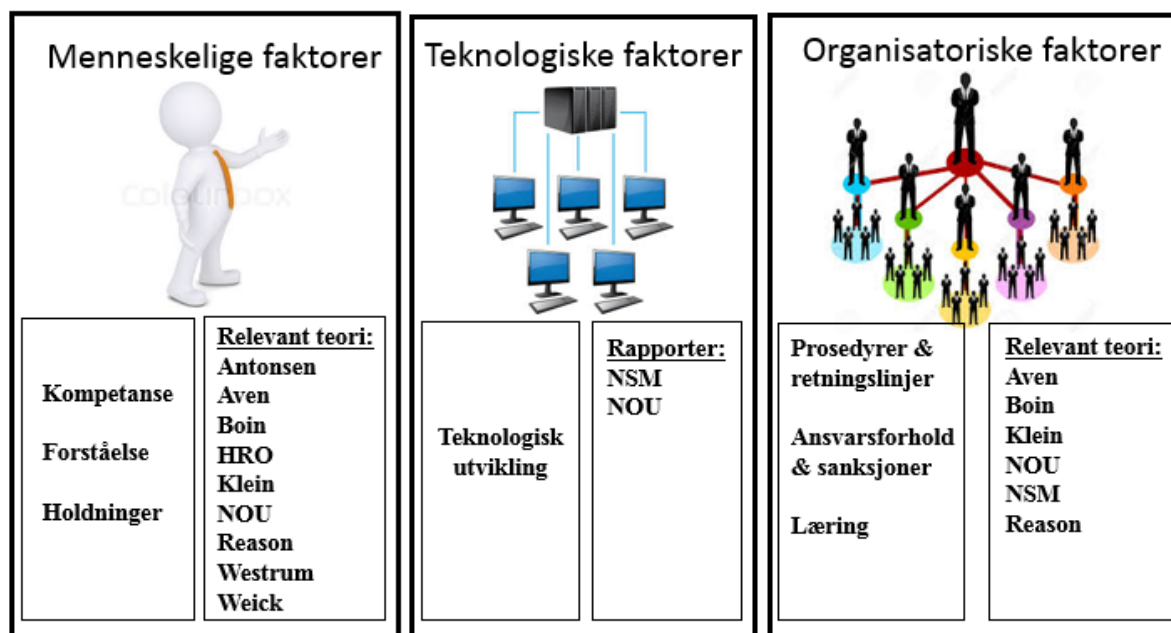 Menneskelige faktorer
colourbox
Kompetanse
Forståelse
Holdninger
Relevant teori:
Antonsen
Aven
Boin
HRO
Klein
NOU
Reason
Westrum
Weick
Teknologiske faktorer
Teknologisk
utvikling
Rapporter:
NSM
NOU
Organisatoriske faktorer
Prosedyrer &
retningslinjer
Ansvarsforhold
& sanksjoner
Læring
Relevant teori:
Aven
Boin
Klein
NOU
NSM
Reason